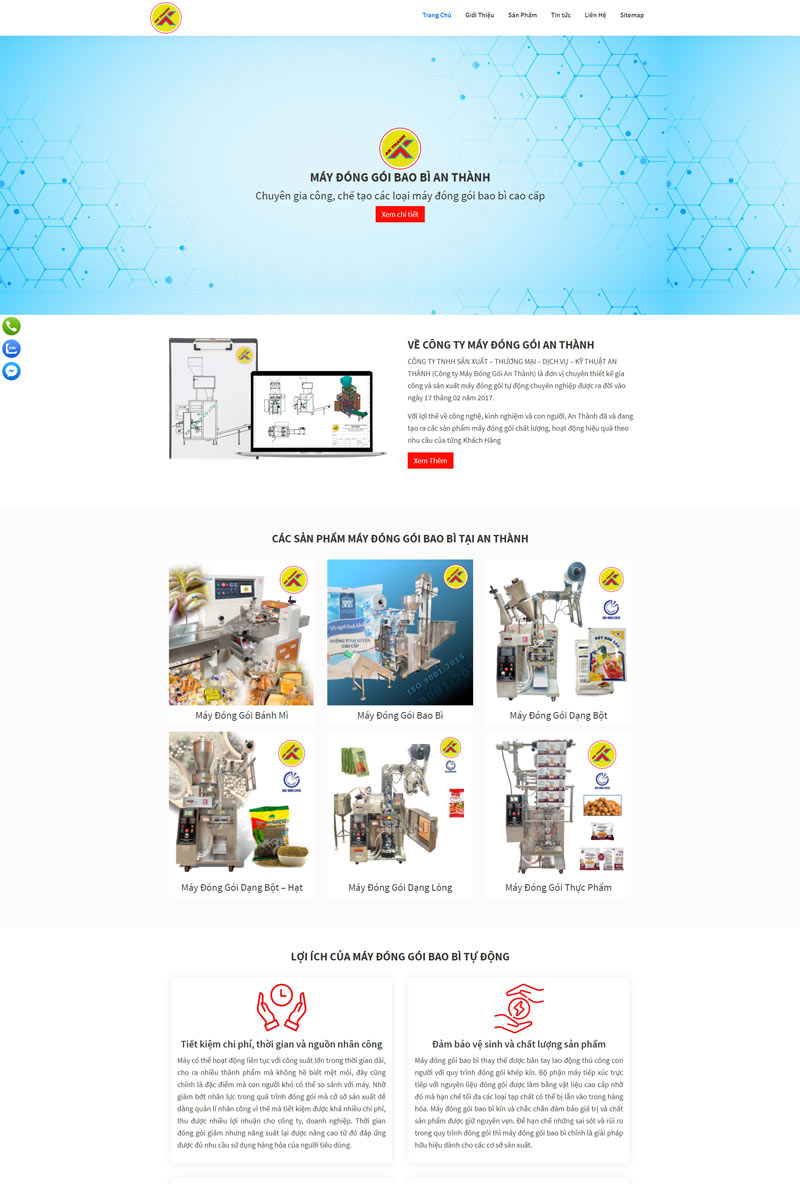 Trang Chủ Giới Thiệu Sản Phẩm Tin tức Liên Hệ Sitemap
AN THÀNH
MÁY ĐÓNG GÓI BAO BÌ AN THÀNH
Chuyên gia công, chế tạo các loại máy đóng gói bao bì cao cấp
Xem chi tiết
VỀ CÔNG TY MÁY ĐÓNG GÓI AN THÀNH
CÔNG TY TNHH SẢN XUẤT – THƯƠNG MẠI – DỊCH VỤ – KỸ THUẬT AN
THÀNH (Công ty Máy Đóng Gói An Thành) là đơn vị chuyên thiết kế gia
công và sản xuất máy đóng gói tự động chuyên nghiệp được ra đời vào
ngày 17 tháng 02 năm 2017.
Với lợi thế về công nghệ, kinh nghiệm và con người, An Thành đã và đang
tạo ra các sản phẩm máy đóng gói chất lượng, hoạt động hiệu quả theo
nhu cầu của từng Khách Hàng
Xem Thêm
CÁC SẢN PHẨM MÁY ĐÓNG GÓI BAO BÌ TẠI AN THÀNH
ISO 9001:2015
Máy Đóng Gói Bánh Mì
Máy Đóng Gói Bao Bì
Máy Đóng Gói Dạng Bột
Máy Đóng Gói Dạng Bột – Hạt
Máy Đóng Gói Dạng Lỏng
Máy Đóng Gói Thực Phẩm
LỢI ÍCH CỦA MÁY ĐÓNG GÓI BAO BÌ TỰ ĐỘNG
Tiết kiệm chi phí, thời gian và nguồn nhân công
Máy có thể hoạt động liên tục với công suất lớn trong thời gian dài,
cho ra nhiều thành phẩm mà không hề biết mệt mỏi, đây cũng
chính là đặc điểm mà con người khó có thể so sánh với máy. Nhờ
giảm bớt nhân lực trong quá trình đóng gói mà cở sở sản xuất dễ
dàng quản lí nhân công vì thế mà tiết kiệm được khá nhiều chi phí,
thu được nhiều lợi nhuận cho công ty, doanh nghiệp. Thời gian
đóng gói giảm nhưng năng suất lại được nâng cao từ đó đáp ứng
được đủ nhu cầu sử dụng hàng hóa của người tiêu dùng.
Đảm bảo vệ sinh và chất lượng sản phẩm
Máy đóng gói bao bì thay thế được bàn tay lao động thủ công con
người với quy trình đóng gói khép kín. Bộ phận máy tiếp xúc trực
tiếp với nguyên liệu đóng gói được làm bằng vật liệu cao cấp nhờ
đó mà hạn chế tối đa các loại tạp chất có thể bị lẫn vào trong hàng
hóa. Máy đóng gói bao bì kín và chắc chắn đảm bảo giá trị và chất
sản phẩm được giữ nguyên vẹn. Để hạn chế những sai sót và rủi ro
trong quy trình đóng gói thì máy đóng gói bao bì chính là giải pháp
hữu hiệu dành cho các cơ sở sản xuất.